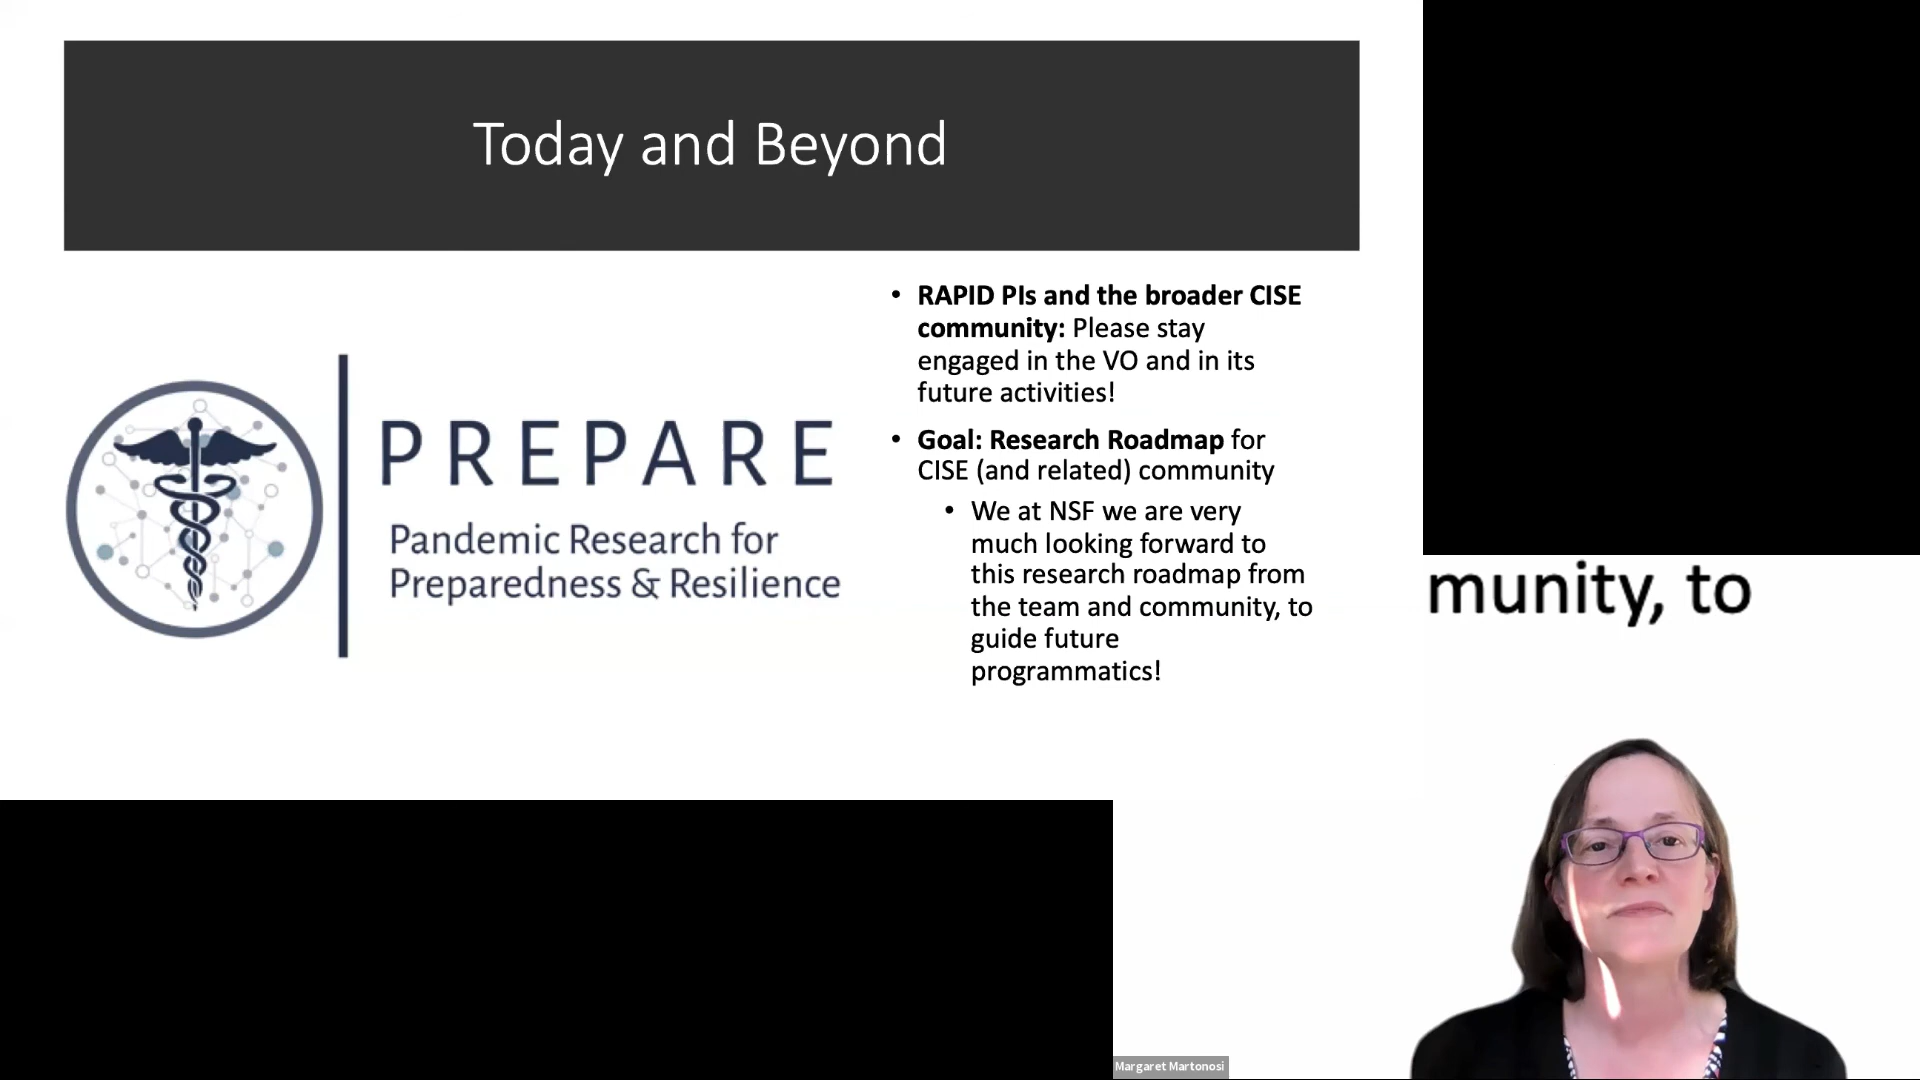 Today and Beyond
PREPARE
Pandemic Research for
Preparedness & Resilience
• RAPID PIs and the broader CISE
community: Please stay
engaged in the VO and in its
future activities!
• Goal: Research Roadmap for
CISE (and related) community
• We at NSF we are very
much looking forward to
this research roadmap from
the team and community, to
guide future
programmatics!
munity, to
Margaret Martonosi